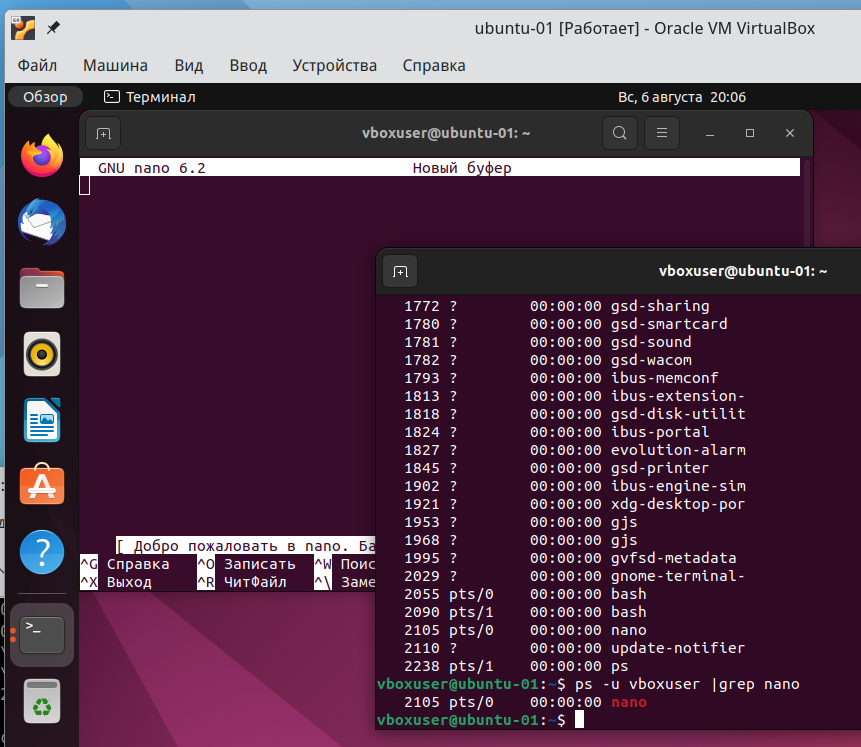 ubuntu-01 [Работает] - Oracle VM VirtualBox
Файл Машина Вид Ввод Устройства Справка
Обзор Терминал Вс, 6 августа 20:06
vboxuser@ubuntu-01: ~
GNU nano 6.2 Новый буфер
[ Добро пожаловать в nano. Ба
^G Справка ^O Записать ^W Поис
^X Выход ^R ЧитФайл ^\ Заме
vboxuser@ubuntu-01: ~
1772 ? 00:00:00 gsd-sharing
1780 ? 00:00:00 gsd-smartcard
1781 ? 00:00:00 gsd-sound
1782 ? 00:00:00 gsd-wacom
1793 ? 00:00:00 ibus-memconf
1813 ? 00:00:00 ibus-extension-
1818 ? 00:00:00 gsd-disk-utilit
1824 ? 00:00:00 ibus-portal
1827 ? 00:00:00 evolution-alarm
1845 ? 00:00:00 gsd-printer
1902 ? 00:00:00 ibus-engine-sim
1921 ? 00:00:00 xdg-desktop-por
1953 ? 00:00:00 gjs
1968 ? 00:00:00 gjs
1995 ? 00:00:00 gvfsd-metadata
2029 ? 00:00:00 gnome-terminal-
2055 pts/0 00:00:00 bash
2090 pts/1 00:00:00 bash
2105 pts/0 00:00:00 nano
2110 ? 00:00:00 update-notifier
2238 pts/1 00:00:00 ps
vboxuser@ubuntu-01:~$ ps -u vboxuser |grep nano
2105 pts/0 00:00:00 nano
vboxuser@ubuntu-01:~$